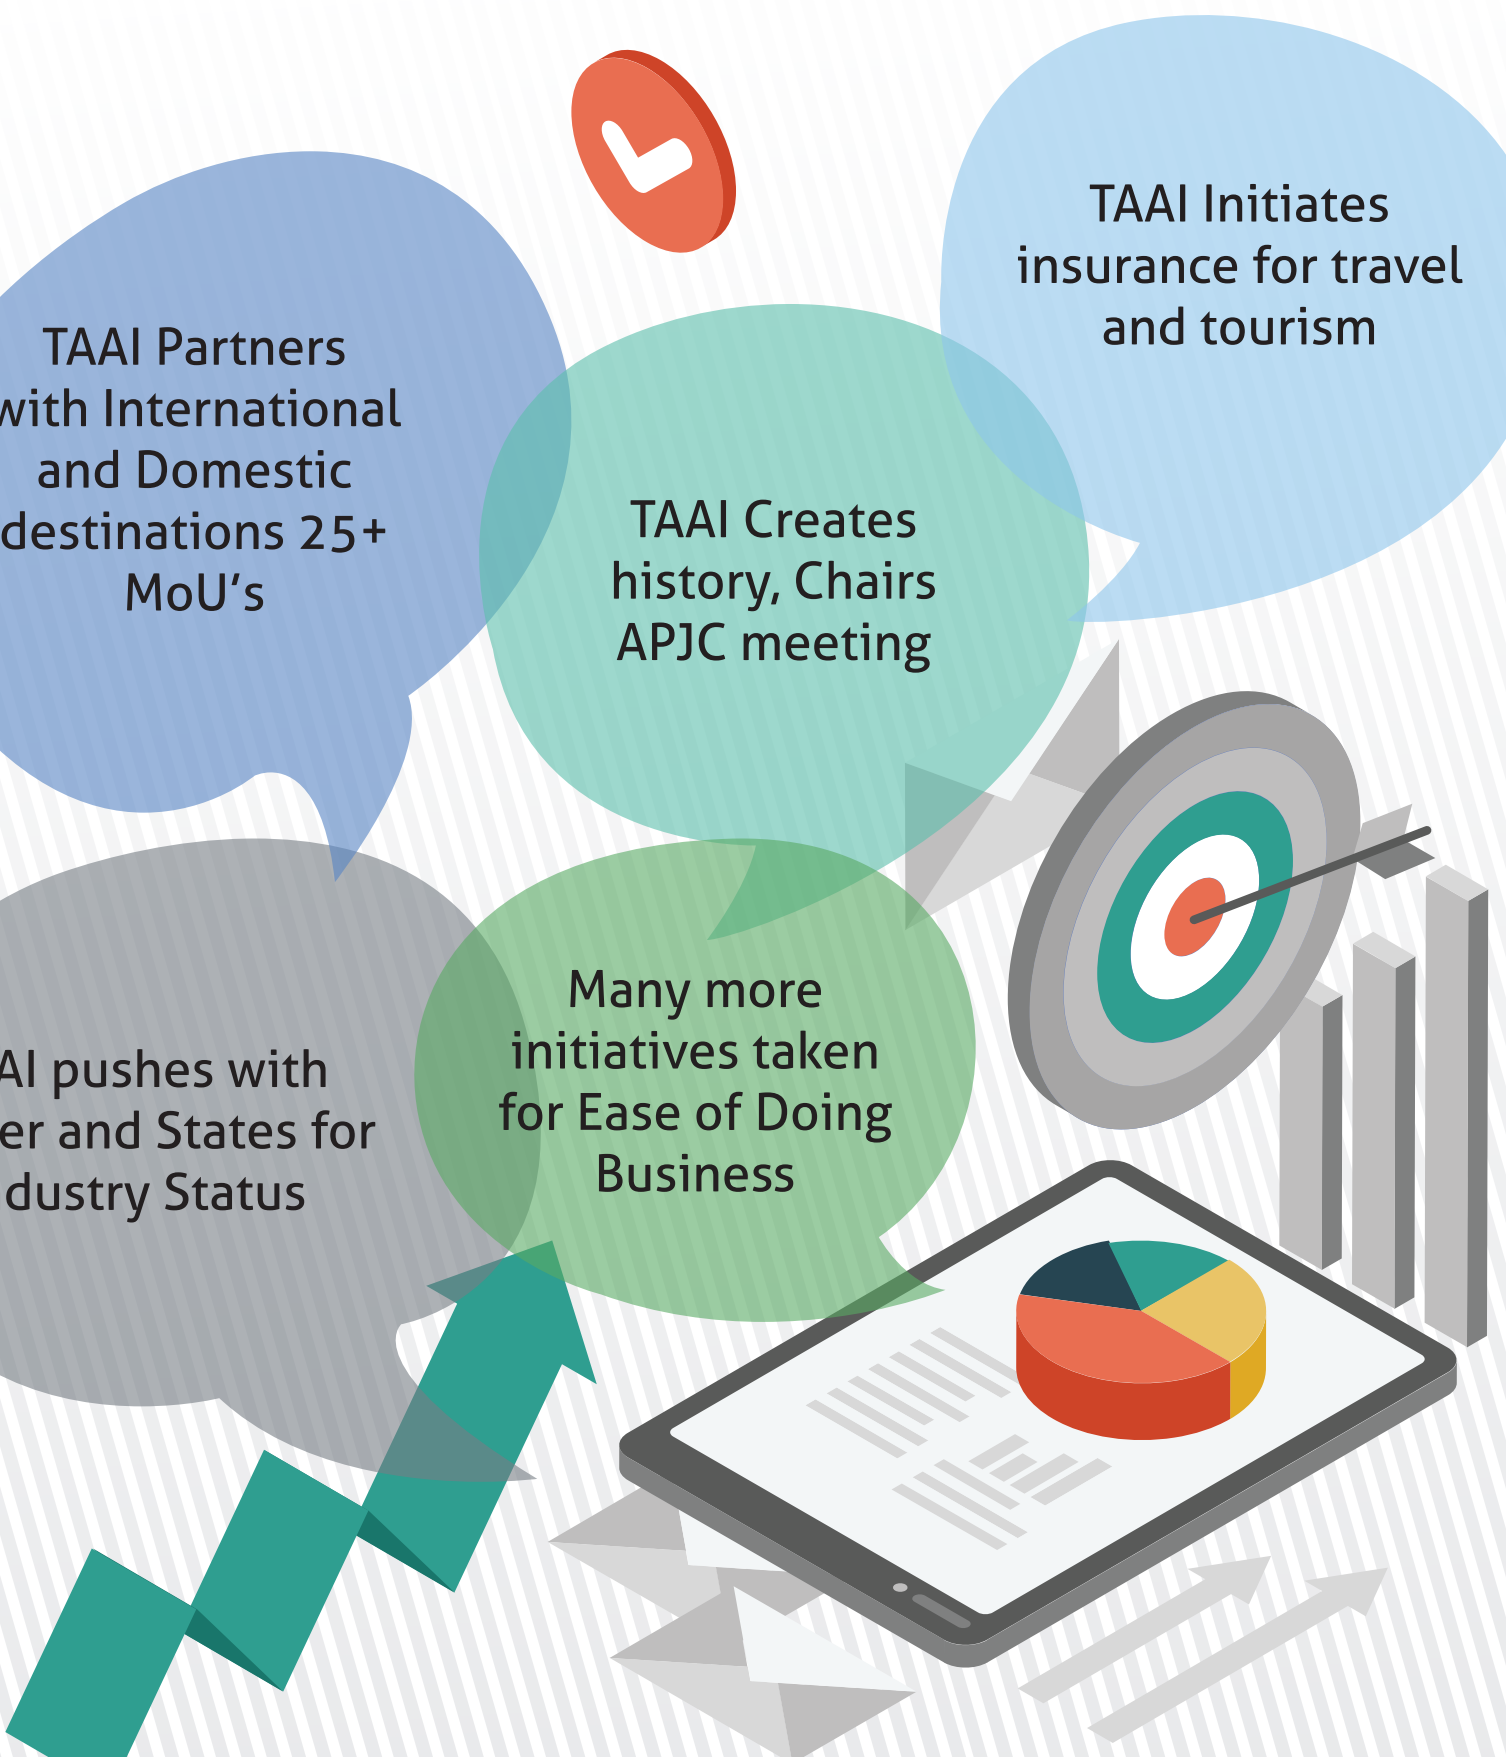 TAAI Initiates
insurance for travel
and tourism
TAAI Partners
with International
and Domestic
destinations 25+
MoU's
TAAI Creates
history, Chairs
APJC meeting
Many more
initiatives taken
for Ease of Doing
Business
pushes with
and States for
Status